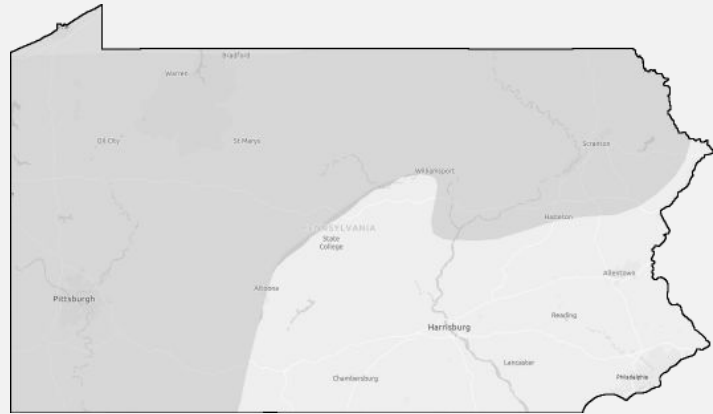 Bradford
Warren
Oil City
St Marys
Scranton
Williamsport
Hazleton
PENNSYLVANIA
State
College
Allentown
Altoona
Pittsburgh
Reading
Harrisburg
Lancaster
Chambersburg
Philadelphia